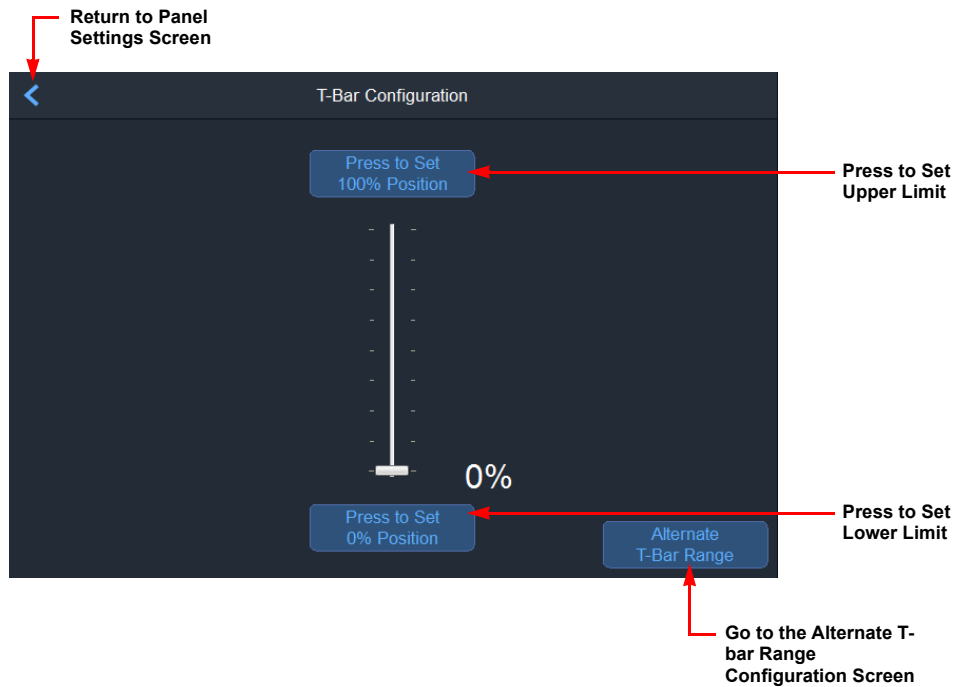 Return to Panel
Settings Screen
T-Bar Configuration
Press to Set
100% Position
Press to Set
Upper Limit
0%
Press to Set
0% Position
Press to Set
Lower Limit
Alternate
T-Bar Range
Go to the Alternate T-
bar Range
Configuration Screen